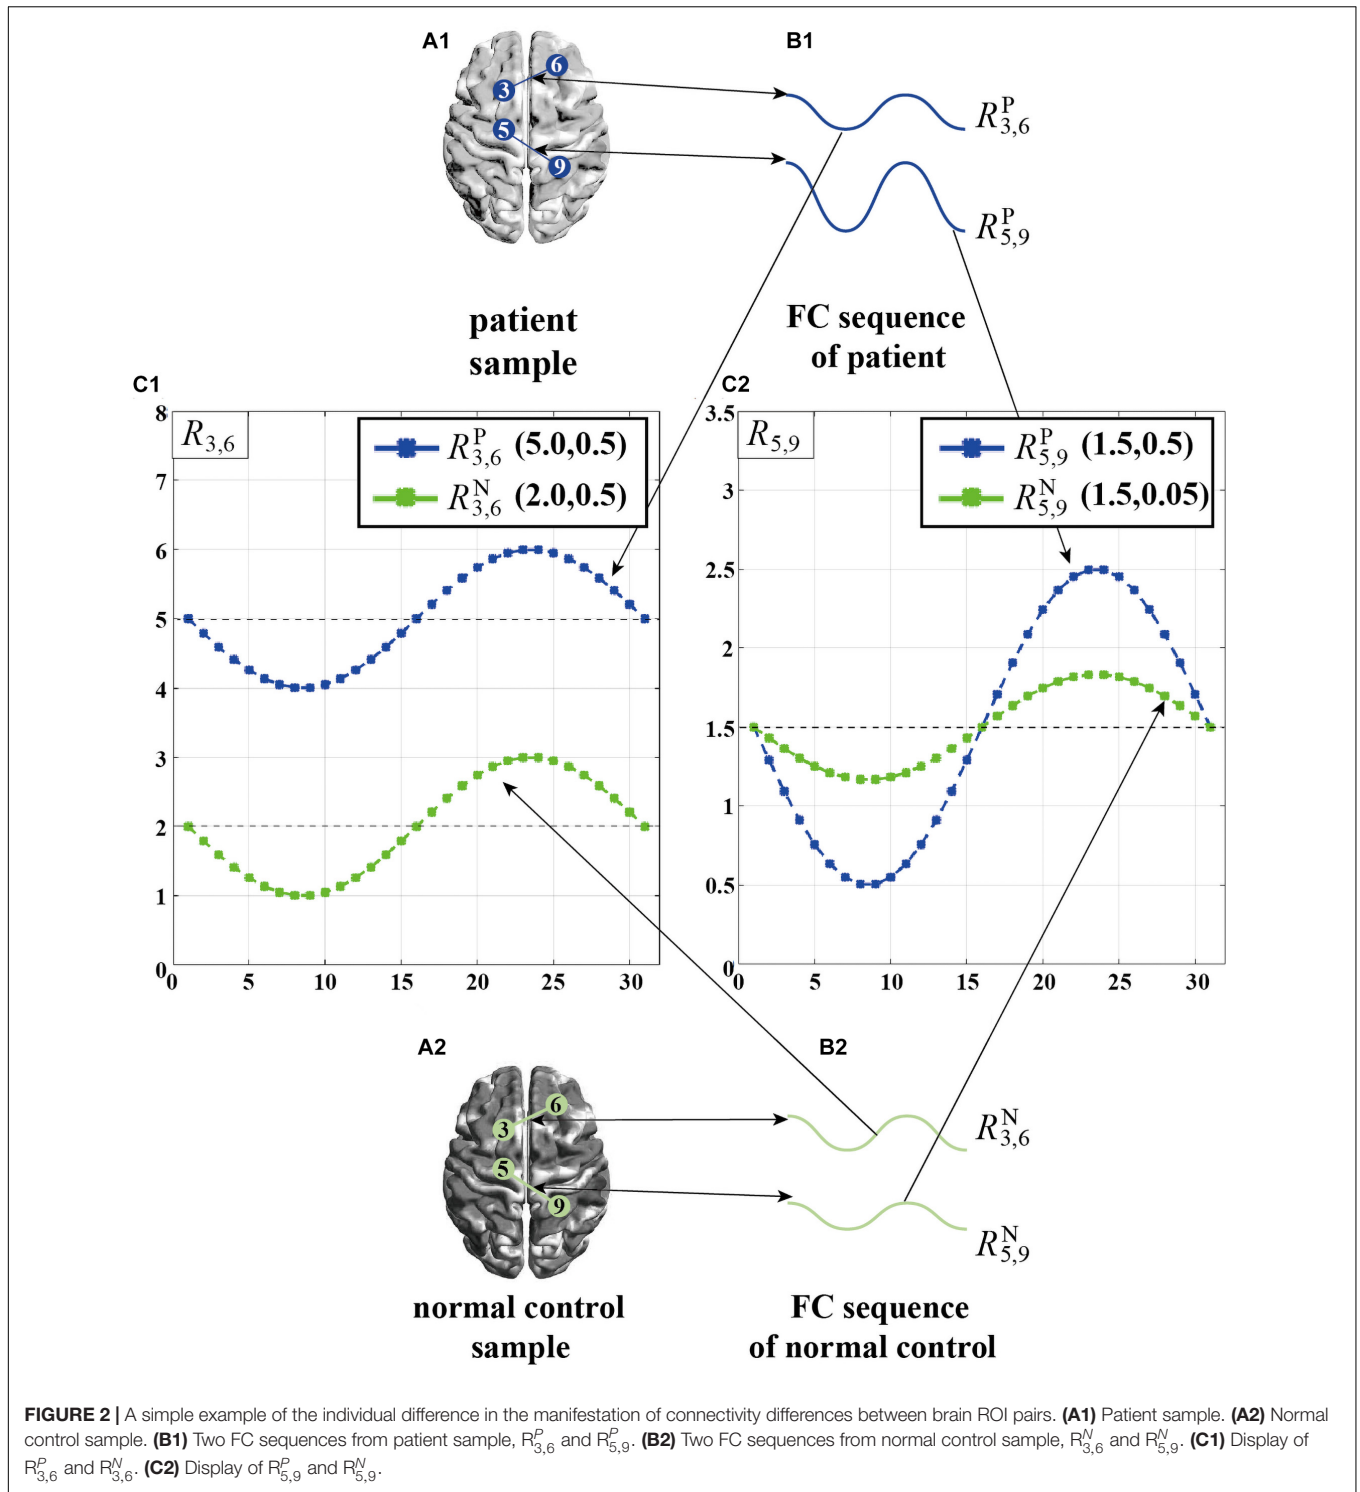 A1
B1
6
3
5
9
R^P_{3,6}
R^P_{5,9}
patient
sample
FC sequence
of patient
C1
R_{3,6}
R^P_{3,6} (5.0,0.5)
R^N_{3,6} (2.0,0.5)
8
7
6
5
4
3
2
1
0
0 5 10 15 20 25 30
C2
R_{5,9}
R^P_{5,9} (1.5,0.5)
R^N_{5,9} (1.5,0.05)
3.5
3
2.5
2
1.5
1
0.5
0
0 5 10 15 20 25 30
A2
B2
6
3
5
9
R^N_{3,6}
R^N_{5,9}
normal control
sample
FC sequence
of normal control
FIGURE 2 | A simple example of the individual difference in the manifestation of connectivity differences between brain ROI pairs. (A1) Patient sample. (A2) Normal
control sample. (B1) Two FC sequences from patient sample, R^P_{3,6} and R^P_{5,9}. (B2) Two FC sequences from normal control sample, R^N_{3,6} and R^N_{5,9}. (C1) Display of
R^P_{3,6} and R^N_{3,6}. (C2) Display of R^P_{5,9} and R^N_{5,9}.